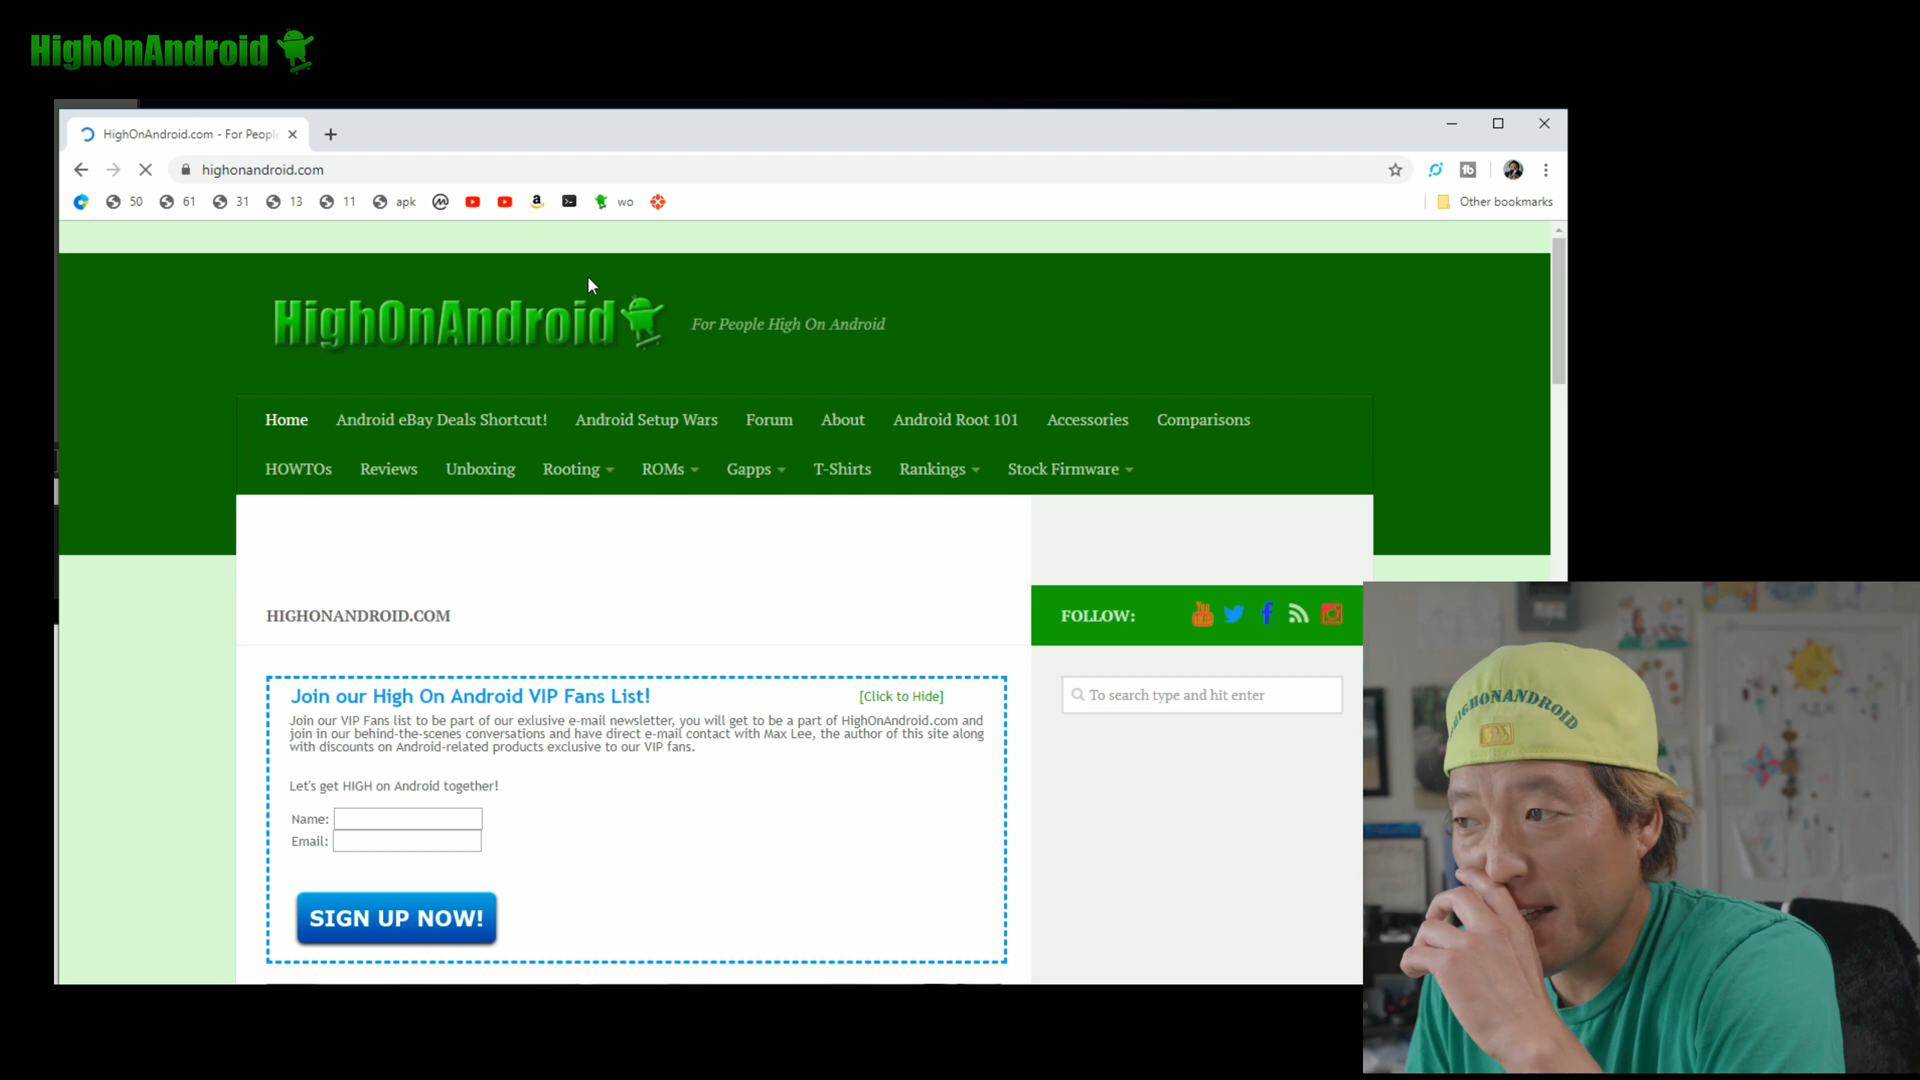 HighOnAndroid
HighOnAndroid.com - For People
highonandroid.com
50 61 31 13 11 apk wo Other bookmarks
HighOnAndroid For People High On Android
Home Android eBay Deals Shortcut! Android Setup Wars Forum About Android Root 101 Accessories Comparisons
HOWTOs Reviews Unboxing Rooting ROMs Gapps T-Shirts Rankings Stock Firmware
HIGHONANDROID.COM
FOLLOW:
You
Join our High On Android VIP Fans List! [Click to Hide]
To search type and hit enter
Join our VIP Fans list to be part of our exlusive e-mail newsletter, you will get to be a part of HighOnAndroid.com and
join in our behind-the-scenes conversations and have direct e-mail contact with Max Lee, the author of this site along
with discounts on Android-related products exclusive to our VIP fans.
Let's get HIGH on Android together!
Name:
Email:
SIGN UP NOW!
HIGHONANDROID